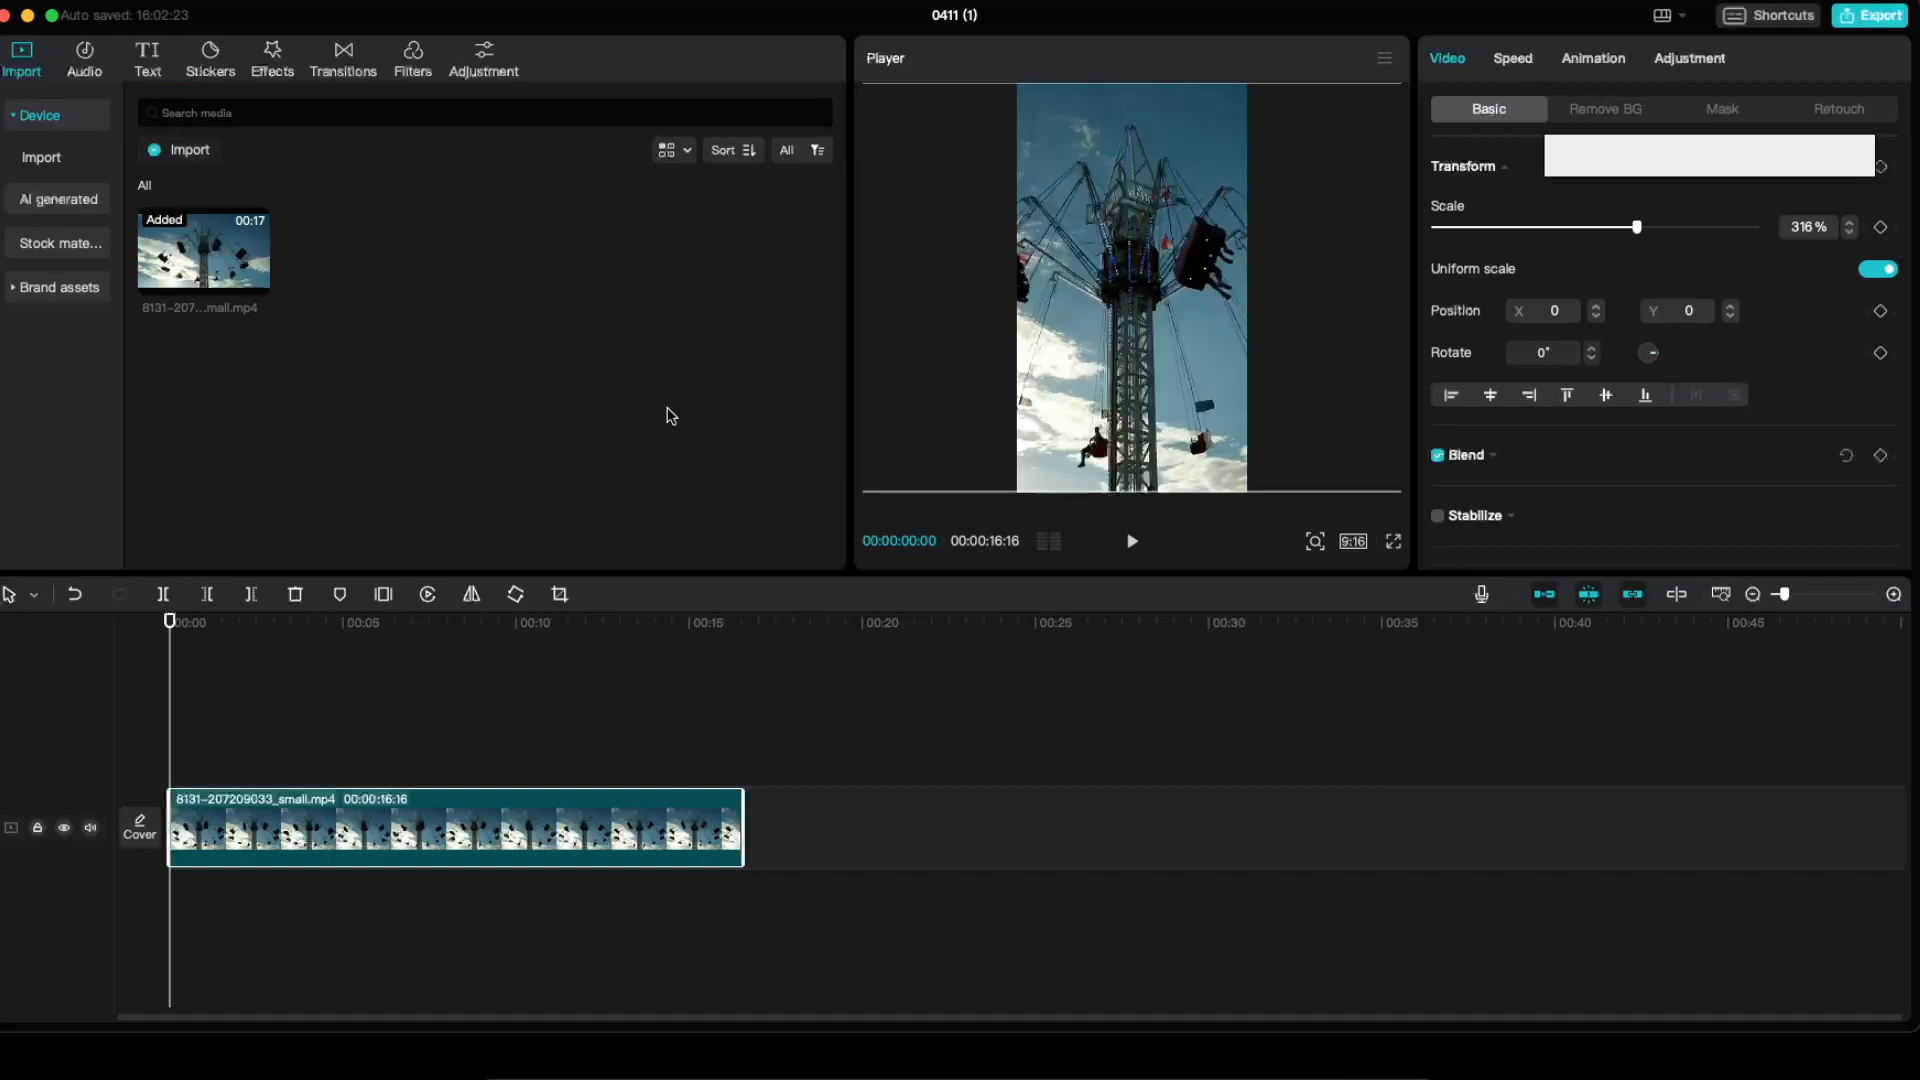 Auto saved: 16:02:23
0411 (1)
Shortcuts
Export
Import
Audio
TI
Text
Stickers
Effects
Transitions
Filters
Adjustment
Device
Import
AI generated
Stock mate...
Brand assets
Search media
Import
Sort
All
All
Added
00:17
8131-207...mall.mp4
Player
00:00:00:00
00:00:16:16
9:16
Video
Speed
Animation
Adjustment
Basic
Remove BG
Mask
Retouch
Transform
Scale
316%
Uniform scale
Position
X 0
Y 0
Rotate
0°
Blend
Stabilize
00:00
00:05
00:10
00:15
00:20
00:25
00:30
00:35
00:40
00:45
Cover
8131-207209033_small.mp4 00:00:16:16